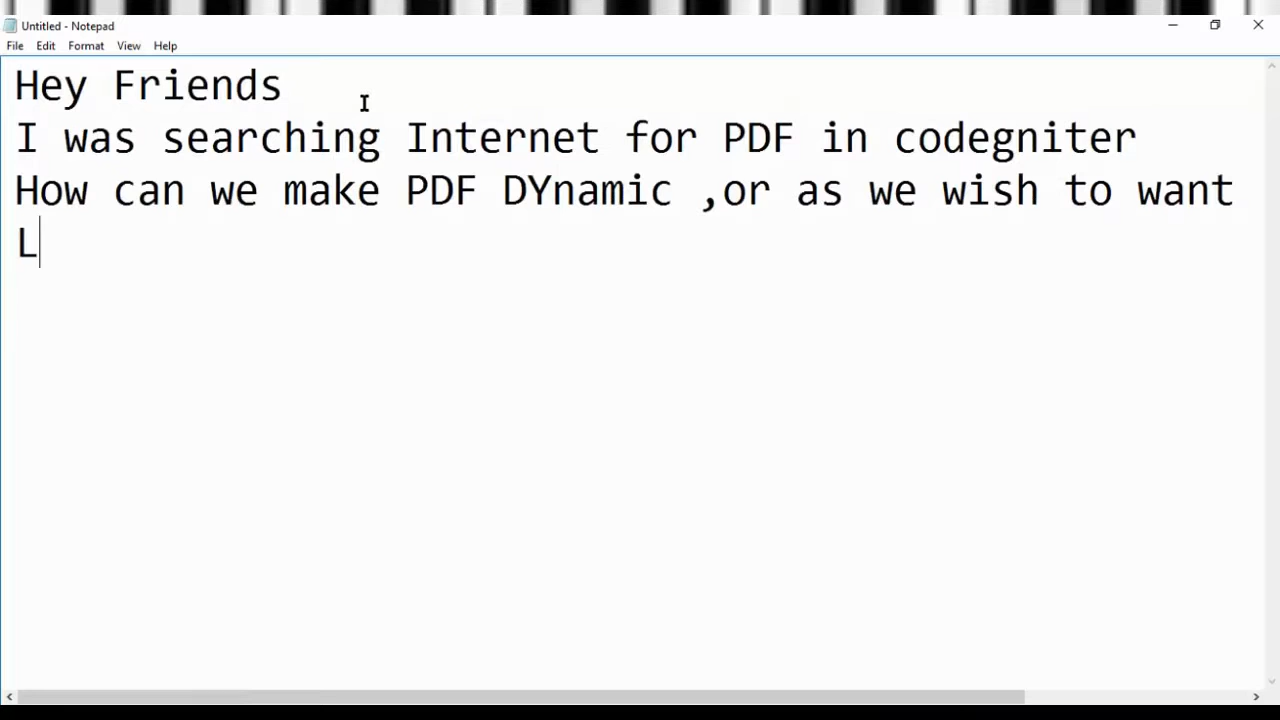 Untitled - Notepad
File Edit Format View Help
Hey Friends
I was searching Internet for PDF in codegniter
How can we make PDF DYnamic ,or as we wish to want
L